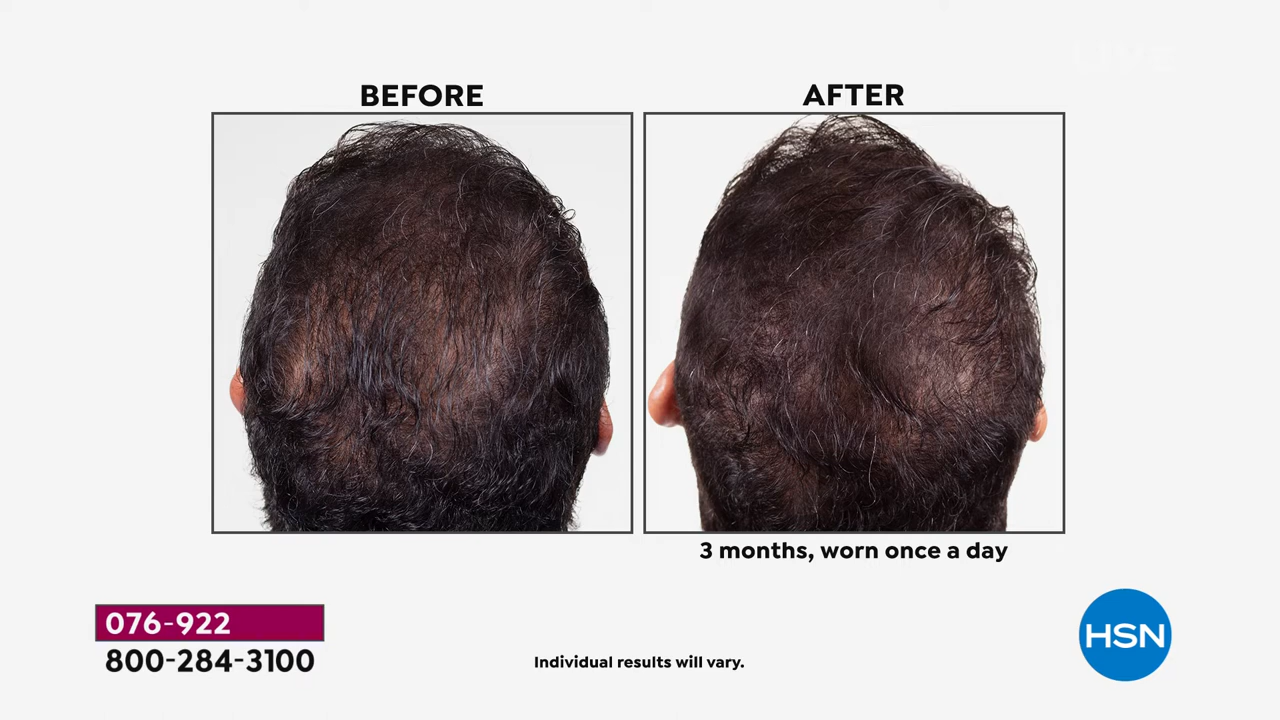 BEFORE
AFTER
3 months, worn once a day
076-922
800-284-3100
Individual results will vary.
HSN